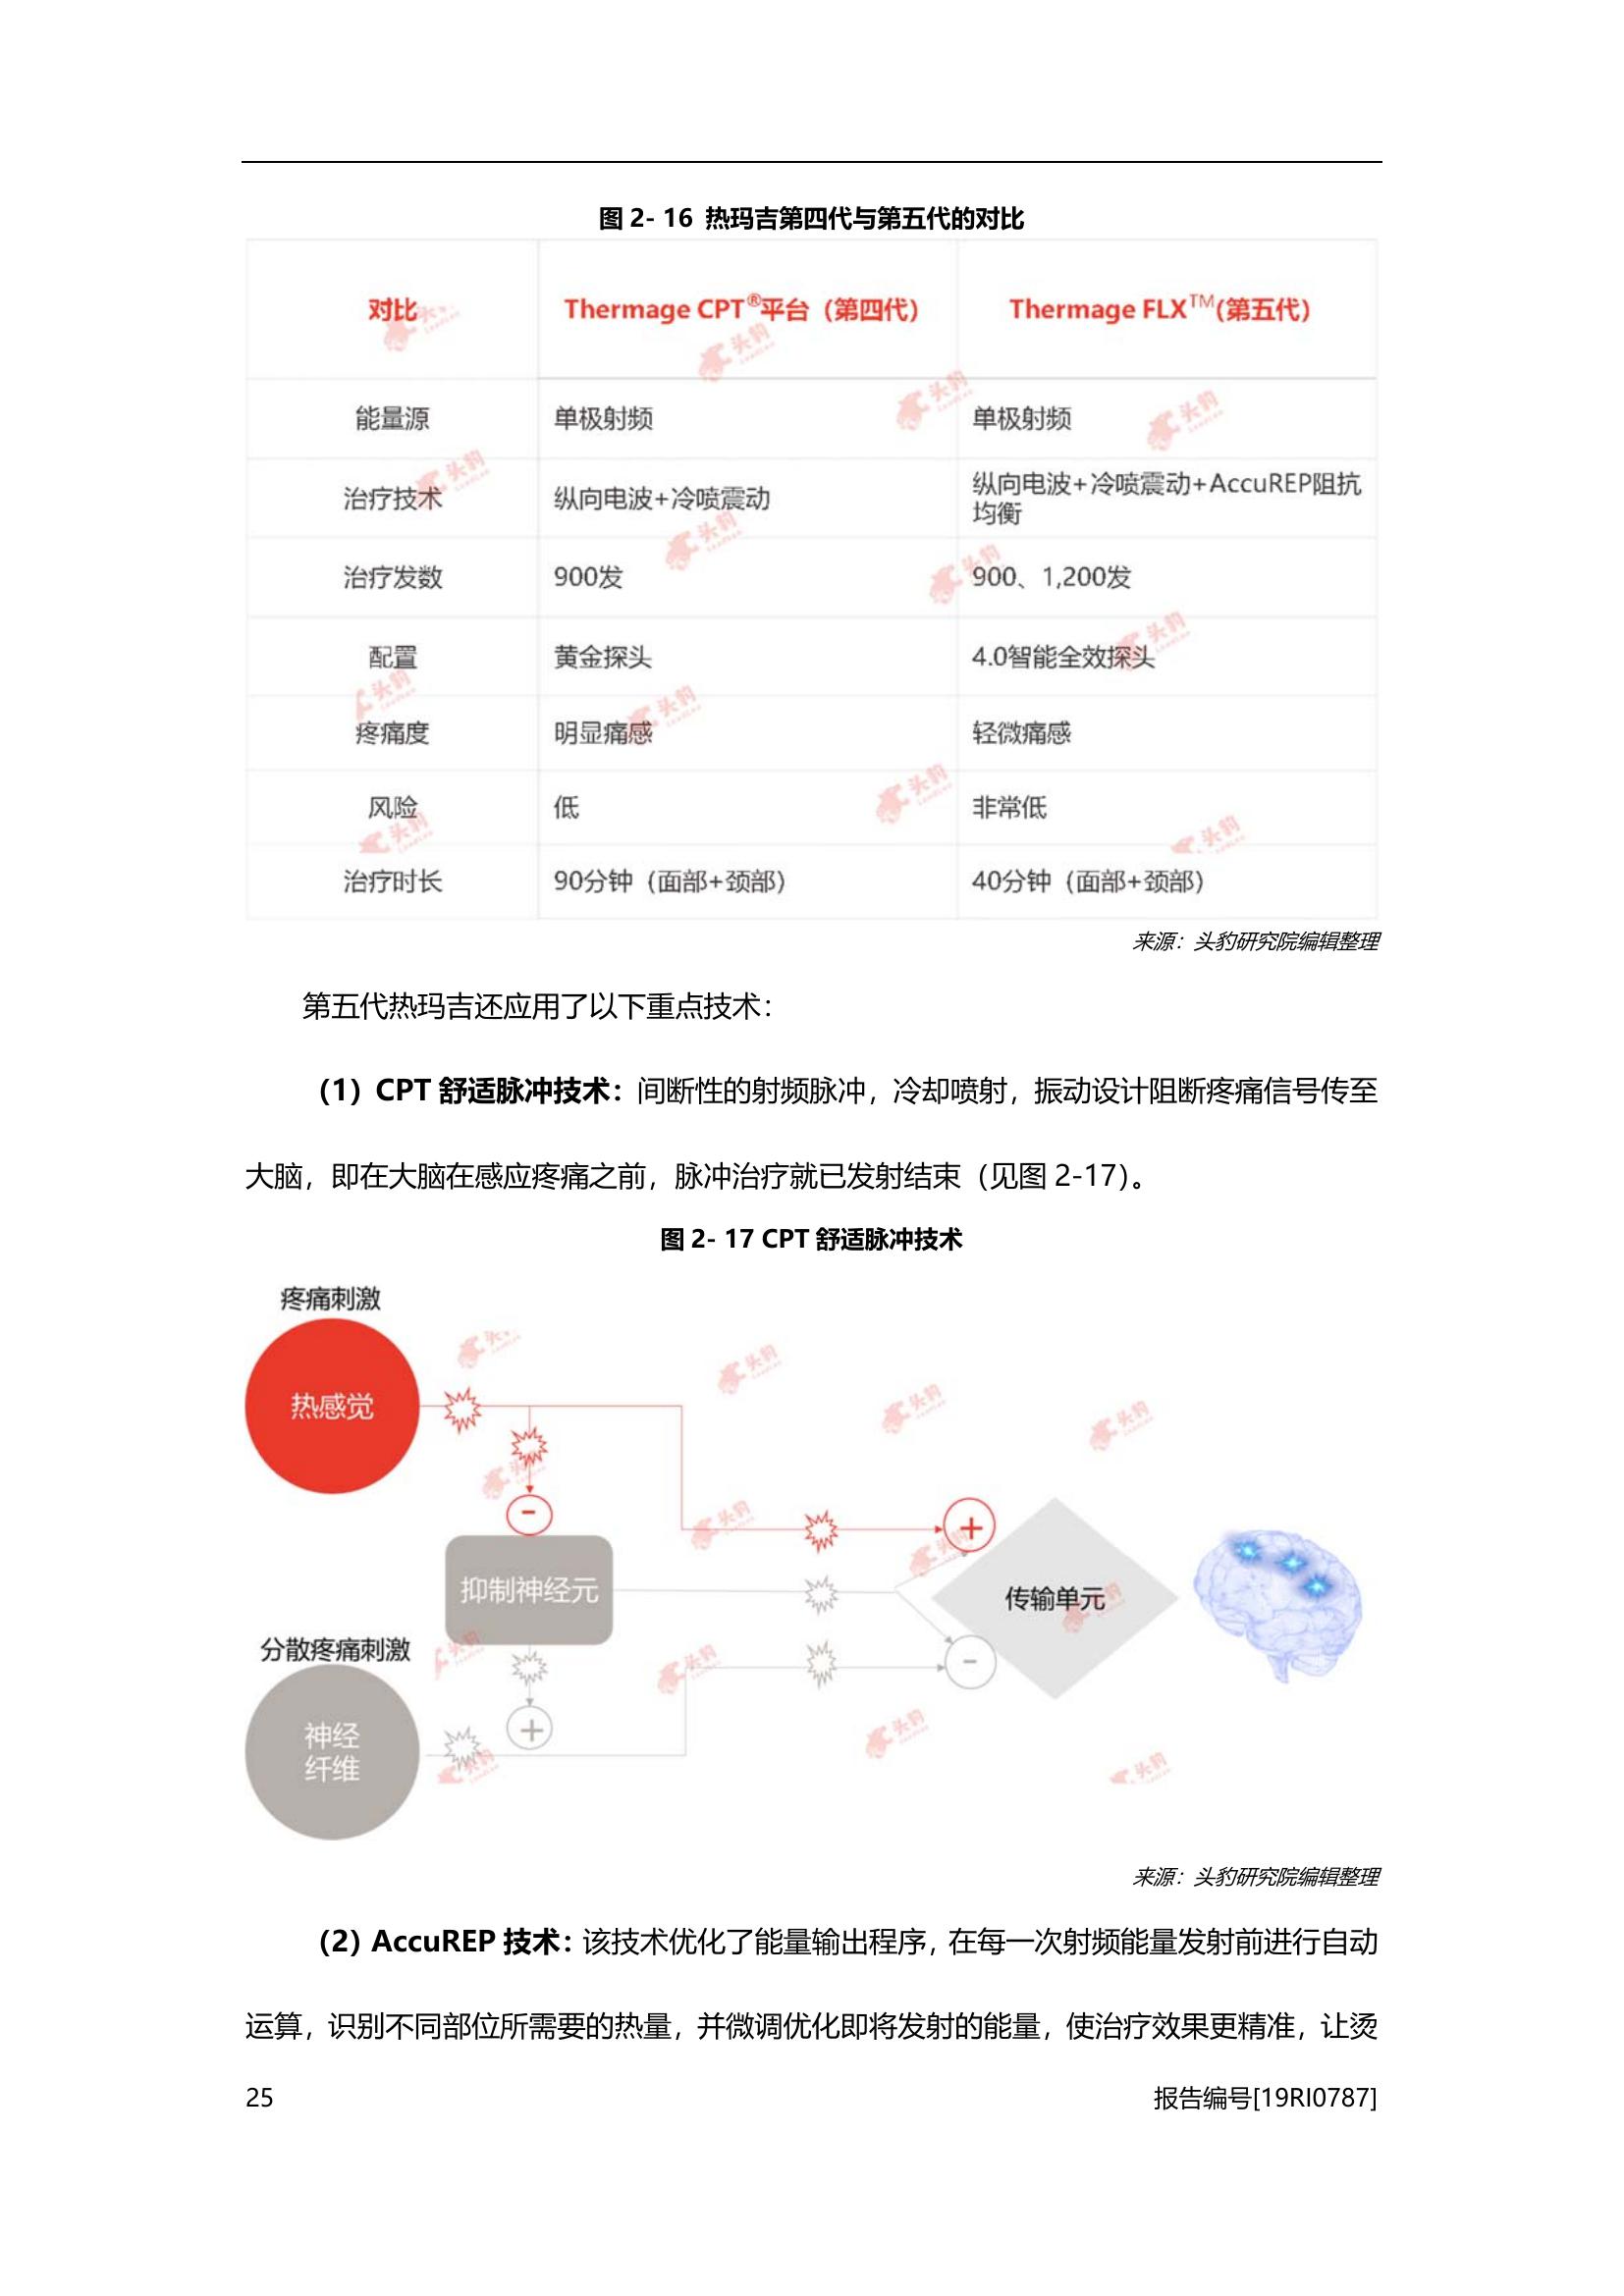 图 2- 16 热玛吉第四代与第五代的对比
对比
Thermage CPT®平台（第四代）
Thermage FLX™(第五代）
能量源
单极射频
单极射频
治疗技术
纵向电波+冷喷震动
纵向电波+冷喷震动+AccuREP阻抗
均衡
治疗发数
900发
900、1,200发
配置
黄金探头
4.0智能全效探头
疼痛度
明显痛感
轻微痛感
风险
低
非常低
治疗时长
90分钟（面部+颈部）
40分钟（面部+颈部）
来源：头豹研究院编辑整理
第五代热玛吉还应用了以下重点技术：
（1）CPT 舒适脉冲技术：间断性的射频脉冲，冷却喷射，振动设计阻断疼痛信号传至
大脑，即在大脑在感应疼痛之前，脉冲治疗就已发射结束（见图 2-17）。
图 2- 17 CPT 舒适脉冲技术
疼痛刺激
热感觉
-
+
抑制神经元
传输单元
分散疼痛刺激
-
神经
纤维
+
来源：头豹研究院编辑整理
（2）AccuREP 技术：该技术优化了能量输出程序，在每一次射频能量发射前进行自动
运算，识别不同部位所需要的热量，并微调优化即将发射的能量，使治疗效果更精准，让烫
25
报告编号[19RI0787]